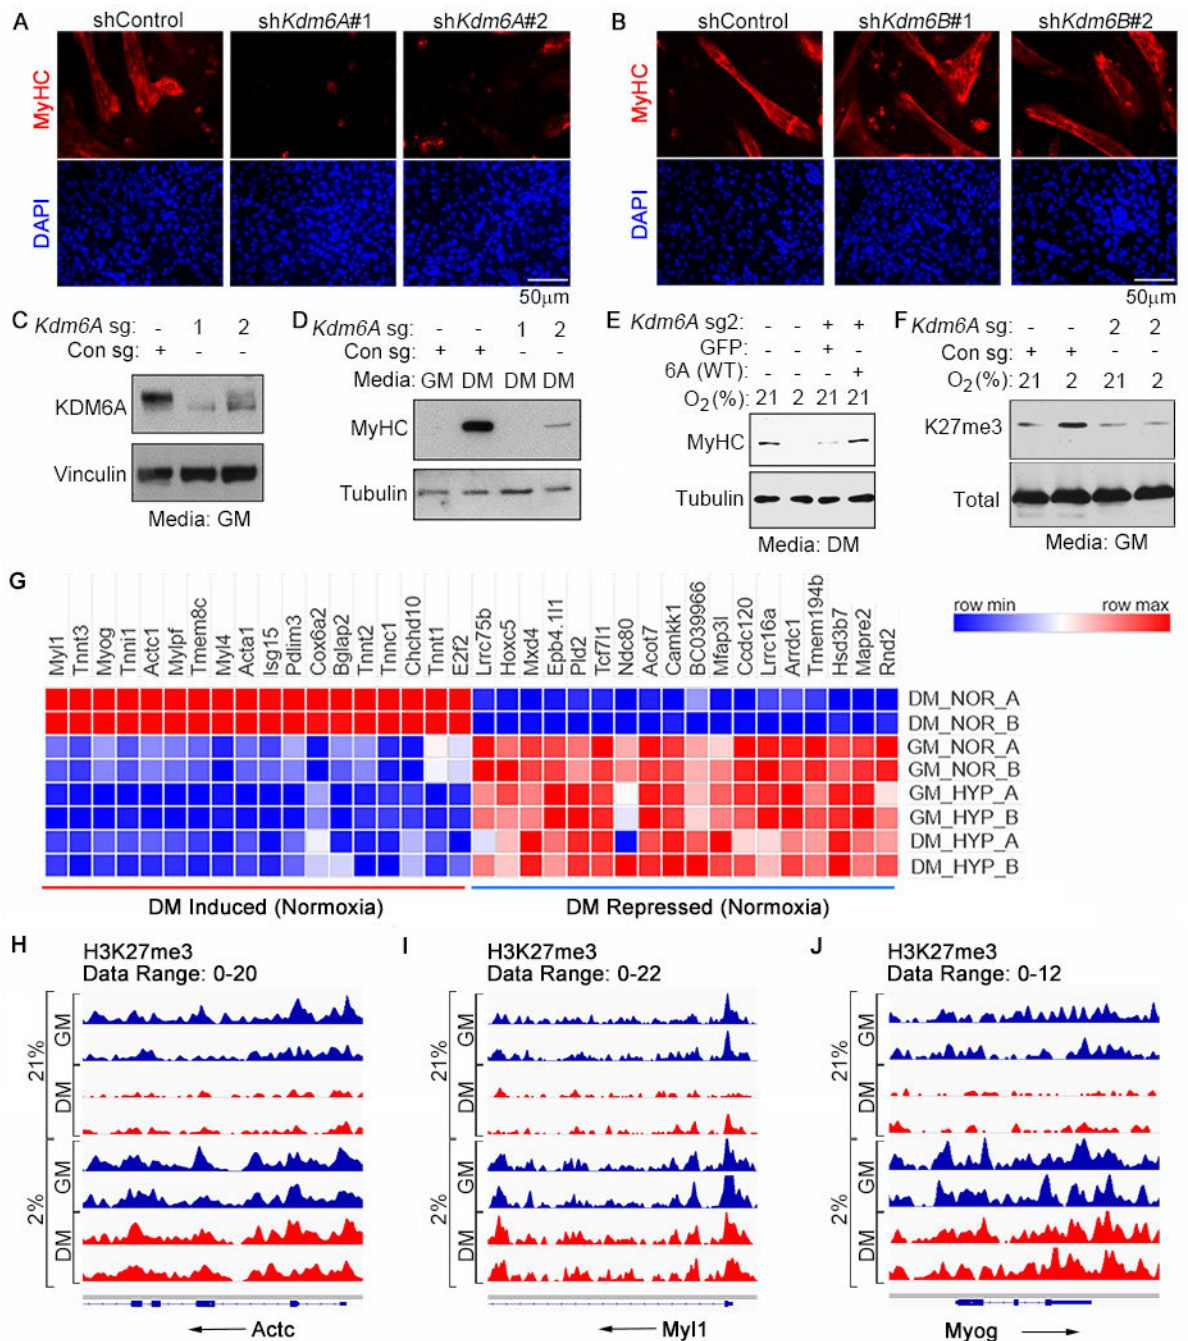 A
shControl
shKdm6A#1
shKdm6A#2
MyHC
DAPI
50µm
B
shControl
shKdm6B#1
shKdm6B#2
MyHC
DAPI
50µm
C
Kdm6A sg: - 1 2
Con sg: + - -
KDM6A
Vinculin
Media: GM
D
Kdm6A sg: - - 1 2
Con sg: + + - -
Media: GM DM DM DM
MyHC
Tubulin
E
Kdm6A sg2: - - + +
GFP: - - + -
6A (WT): - - - +
O2(%): 21 2 21 21
MyHC
Tubulin
Media: DM
F
Kdm6A sg: - - 2 2
Con sg: + + - -
O2(%): 21 2 21 2
K27me3
Total
Media: GM
G
Myl1
Tnnt3
Myog
Tnni1
Actc1
Mylpf
Tmem8c
Myl4
Acta1
Isg15
Pdlim3
Cox6a2
Bglap2
Tnnt2
Tnnc1
Chchd10
Tnnt1
E2f2
Lrrc75b
Hoxc5
Mxd4
Epb4.1l1
Pld2
Tcf7l1
Ndc80
Acot7
Camkk1
BC039966
Mfap3l
Ccdc120
Lrrc16a
Arrdc1
Tmem194b
Hsd3b7
Mapre2
Rnd2
row min row max
DM_NOR_A
DM_NOR_B
GM_NOR_A
GM_NOR_B
GM_HYP_A
GM_HYP_B
DM_HYP_A
DM_HYP_B
DM Induced (Normoxia)
DM Repressed (Normoxia)
H
H3K27me3
Data Range: 0-20
21%
GM
DM
2%
GM
DM
Actc
I
H3K27me3
Data Range: 0-22
21%
GM
DM
2%
GM
DM
Myl1
J
H3K27me3
Data Range: 0-12
21%
GM
DM
2%
GM
DM
Myog